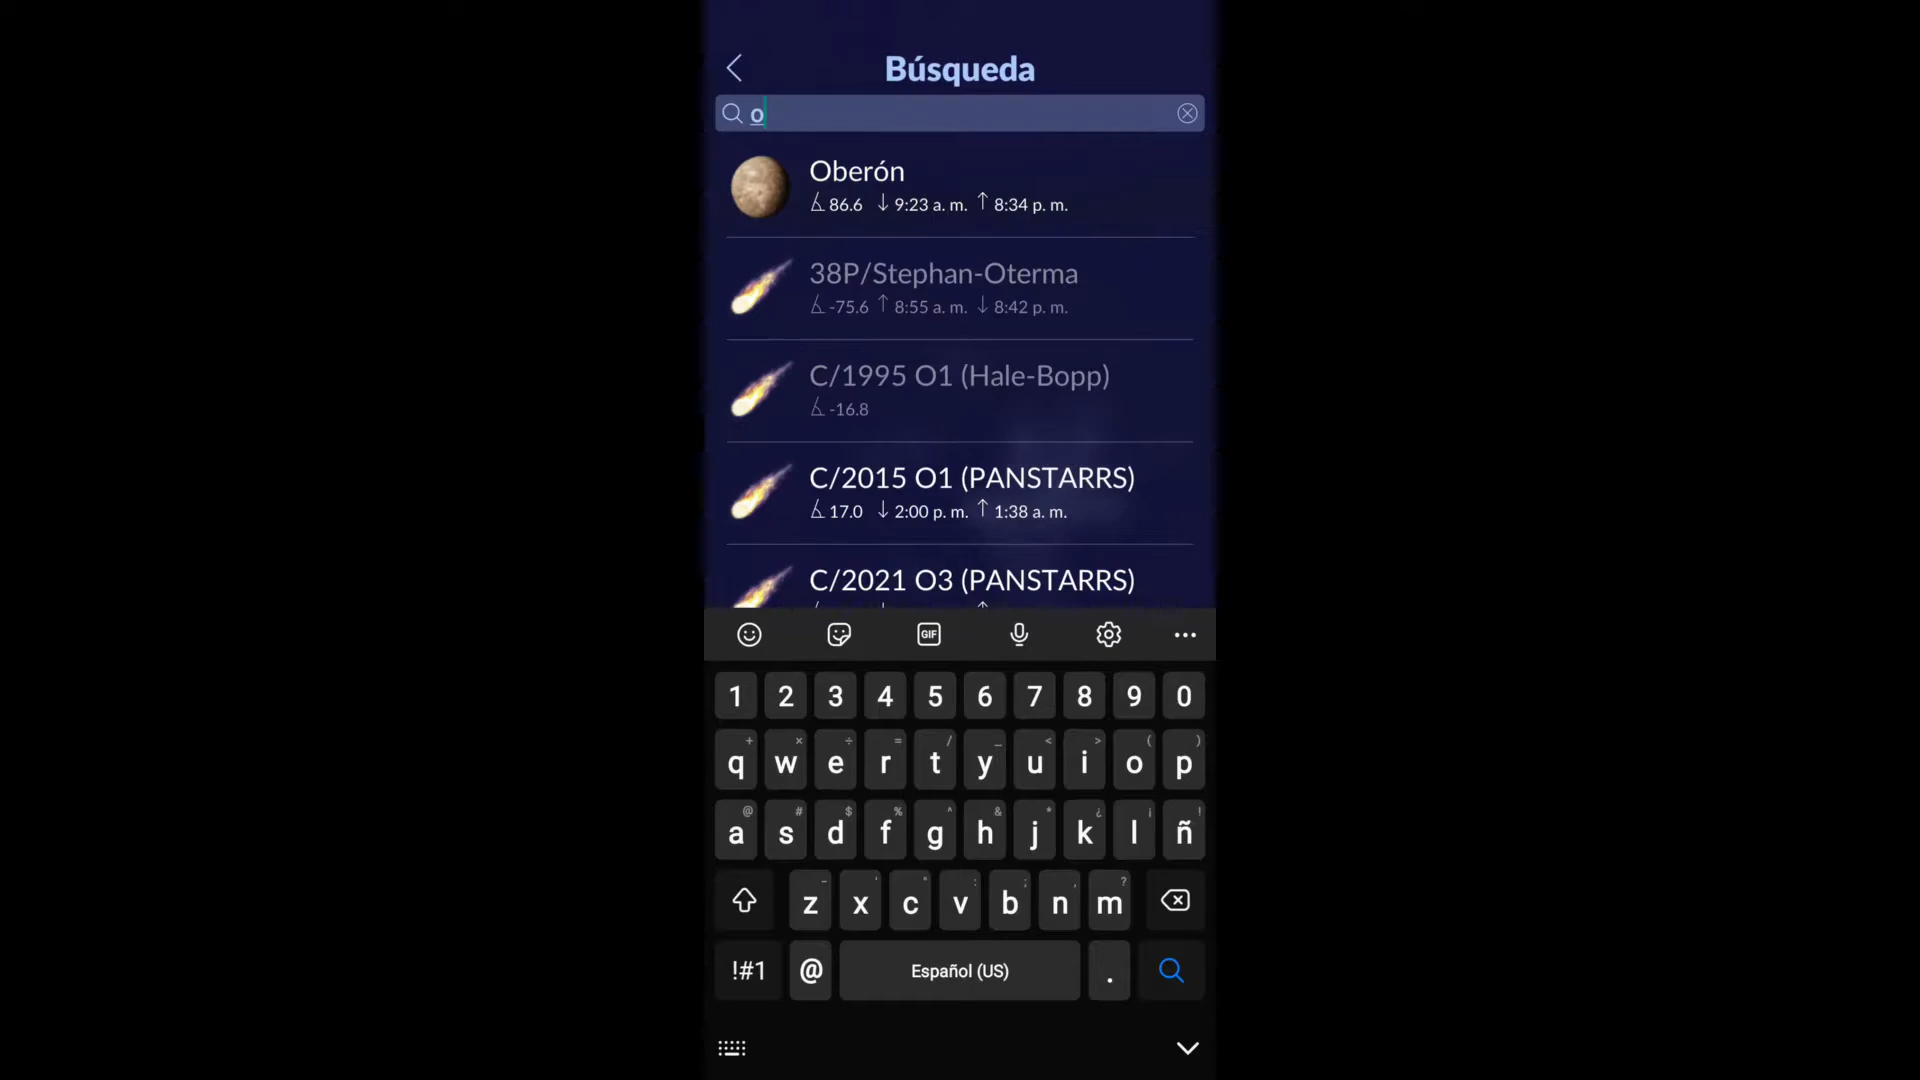 Búsqueda
o
Oberón
86.6 ↓ 9:23 a. m. ↑ 8:34 p. m.
38P/Stephan-Oterma
-75.6 ↑ 8:55 a. m. ↓ 8:42 p. m.
C/1995 O1 (Hale-Bopp)
-16.8
C/2015 O1 (PANSTARRS)
17.0 ↓ 2:00 p. m. ↑ 1:38 a. m.
C/2021 O3 (PANSTARRS)
GIF
1 2 3 4 5 6 7 8 9 0
+ × ÷ = / _ < > ( )
q w e r t y u i o p
@ # $ % ^ & * ¿ ¡ !
a s d f g h j k l ñ
- ' " : ; , ?
z x c v b n m
!#1 @ Español (US) .